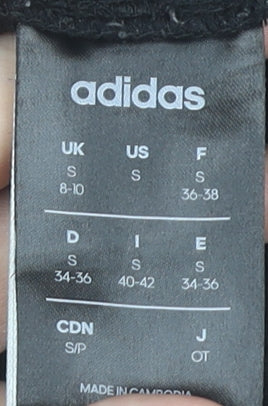 adidas
UK US F
S S S
8-10 36-38
D I E
S S S
34-36 40-42 34-36
CDN J
S/P OT
MADE IN CAMBODIA